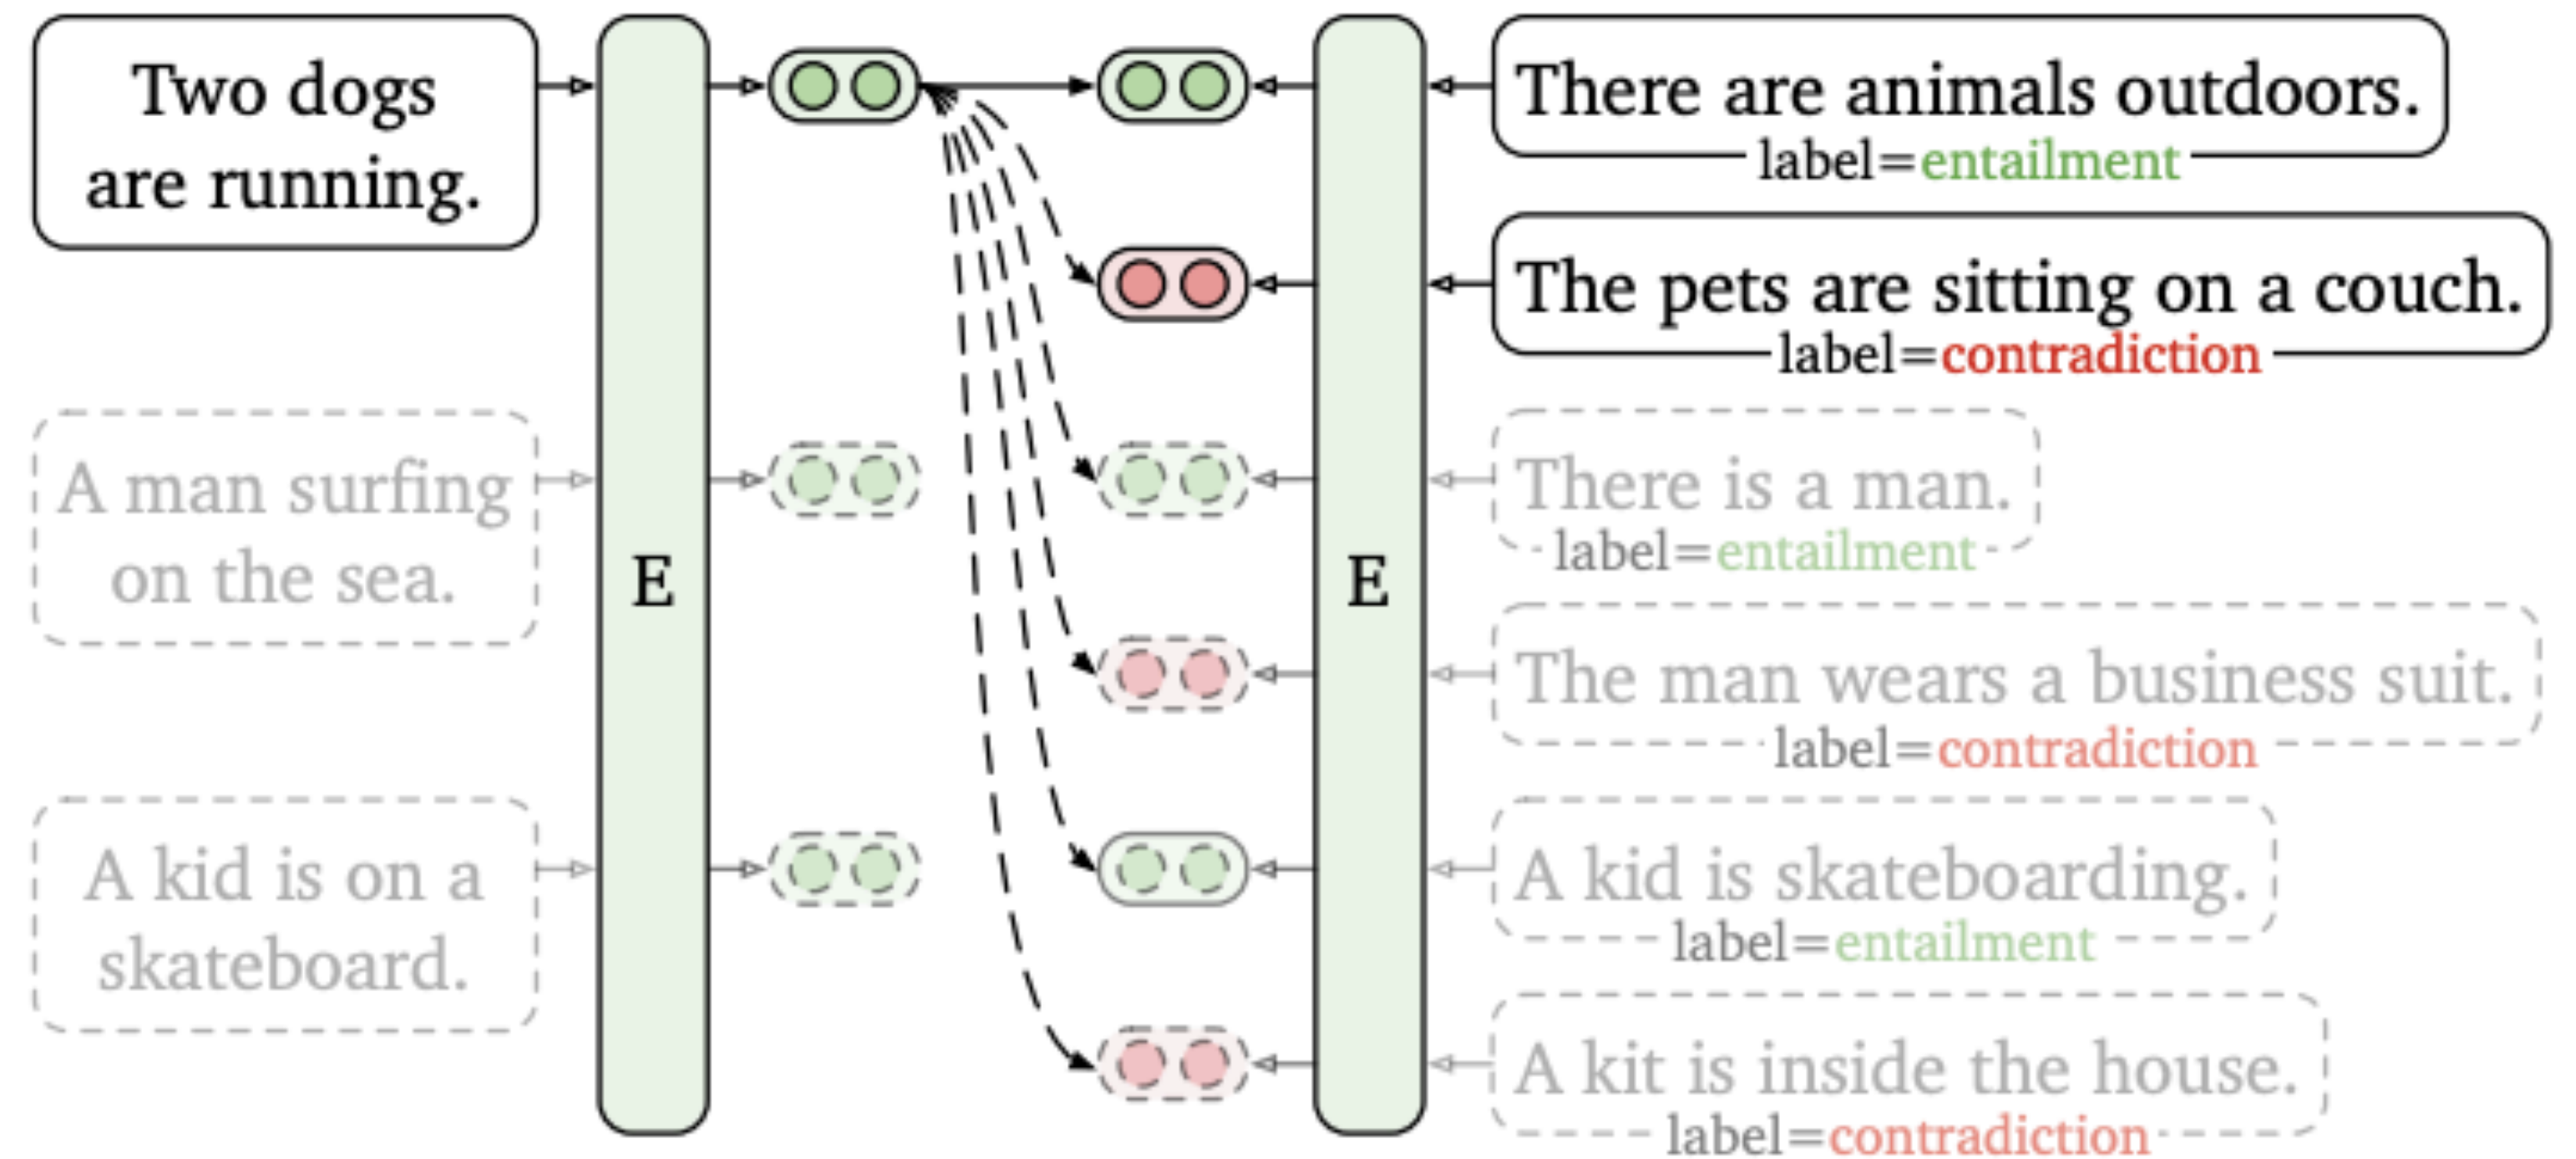 Two dogs
are running.
E
E
There are animals outdoors.
label=entailment
The pets are sitting on a couch.
label=contradiction
A man surfing
on the sea.
There is a man.
label=entailment
The man wears a business suit.
label=contradiction
A kid is on a
skateboard.
A kid is skateboarding.
label=entailment
A kit is inside the house.
label=contradiction